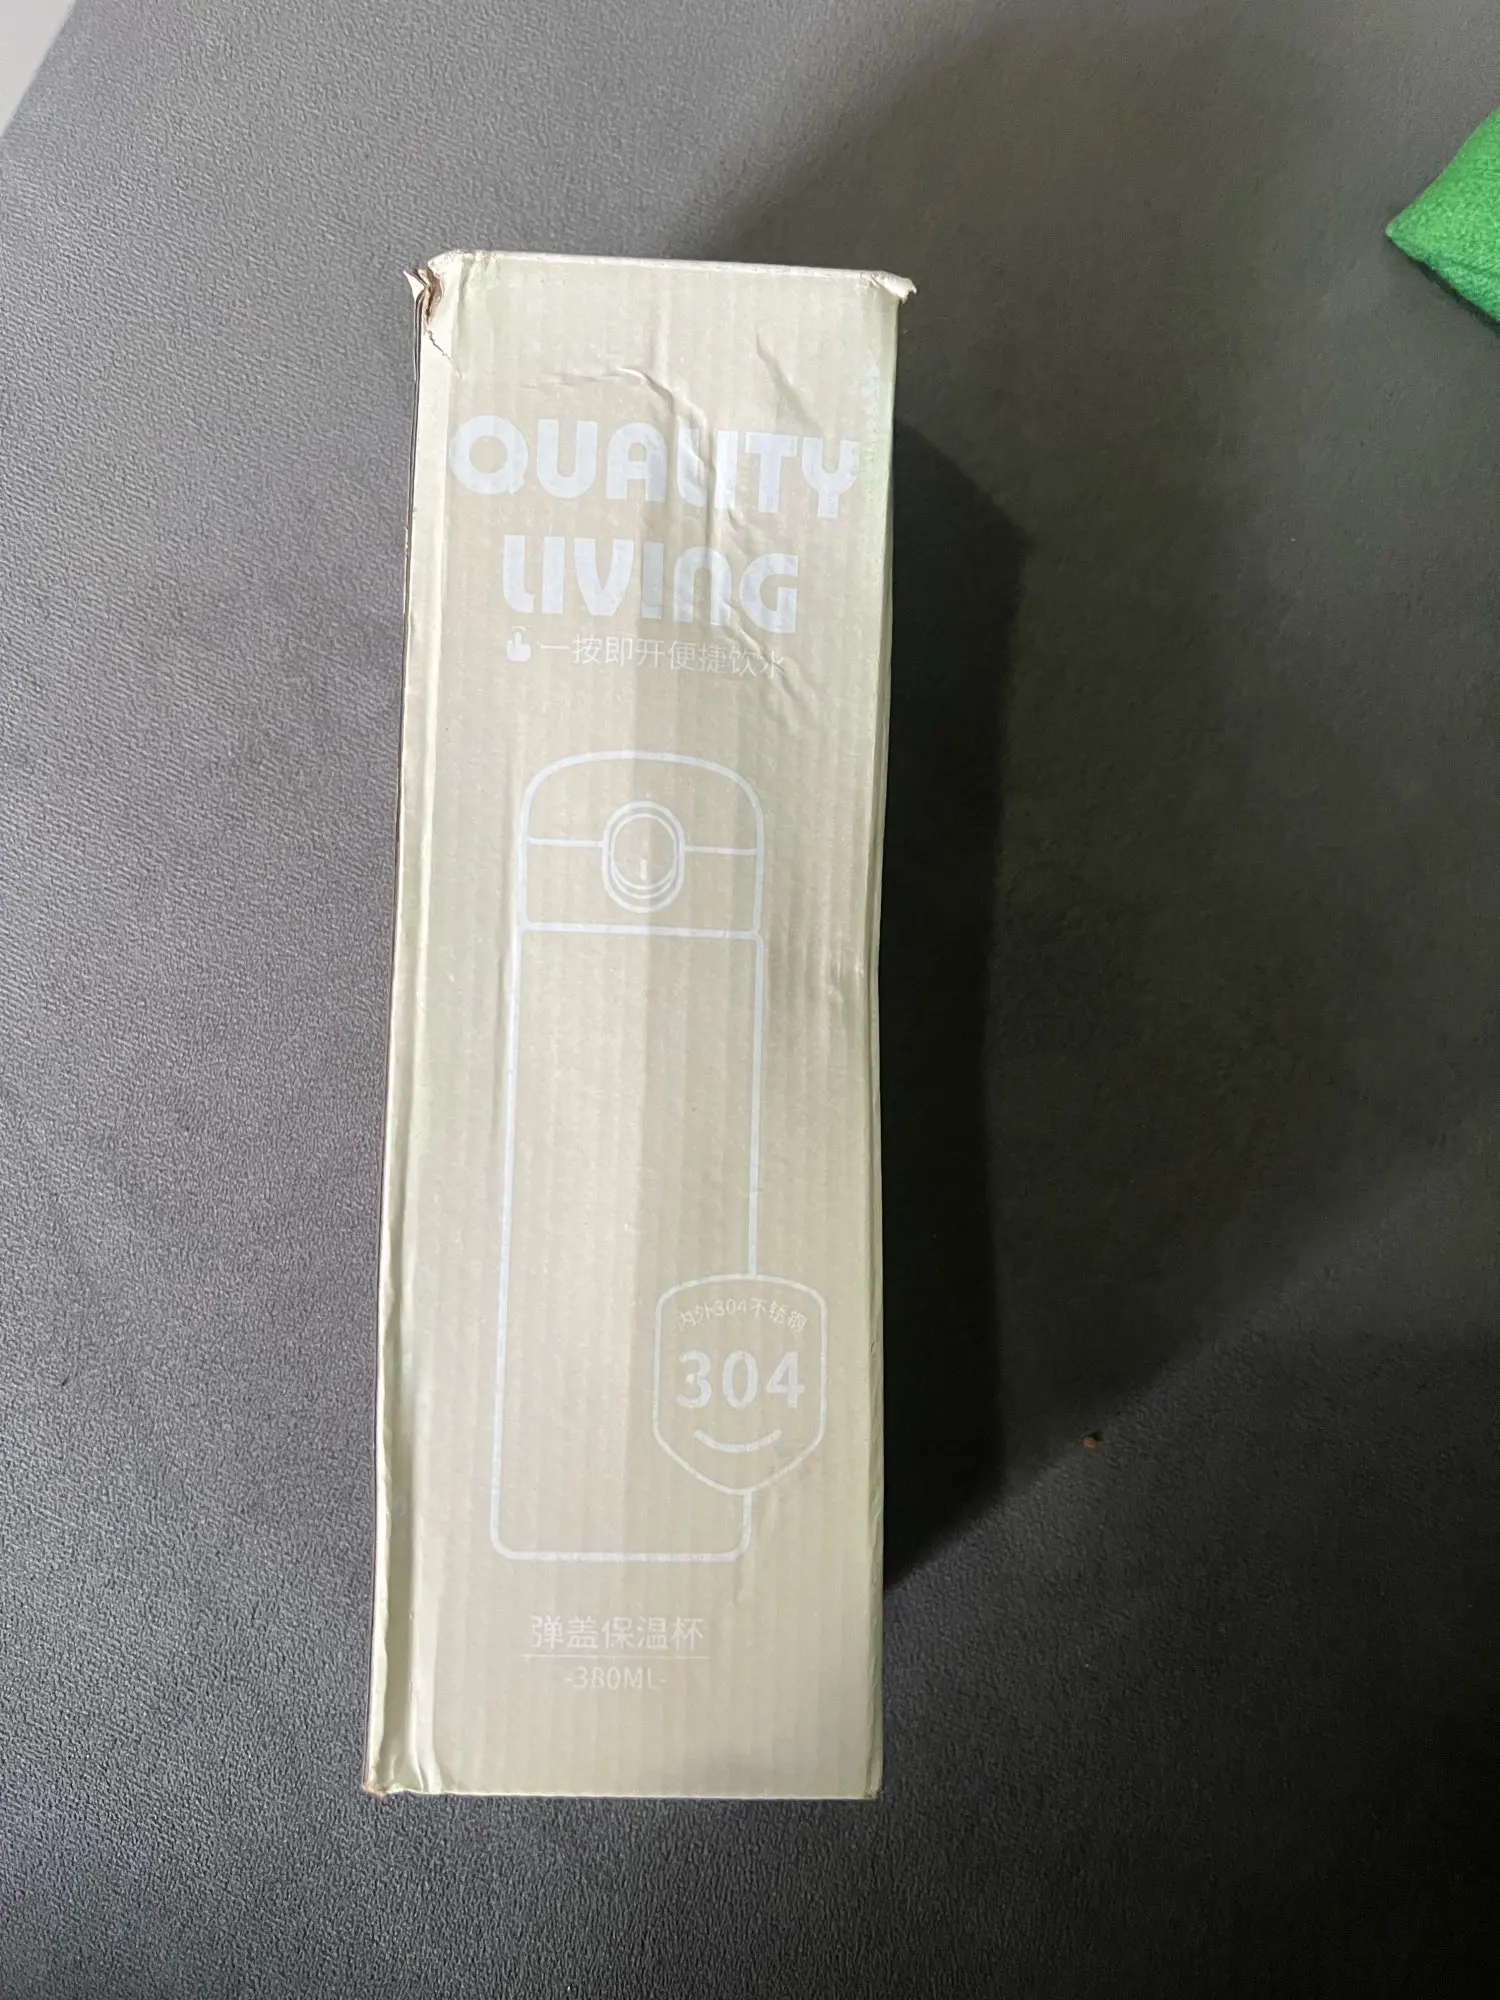 QUALITY
LIVING
一按即开便捷饮水
内外304不锈钢
304
弹盖保温杯
-380ML-